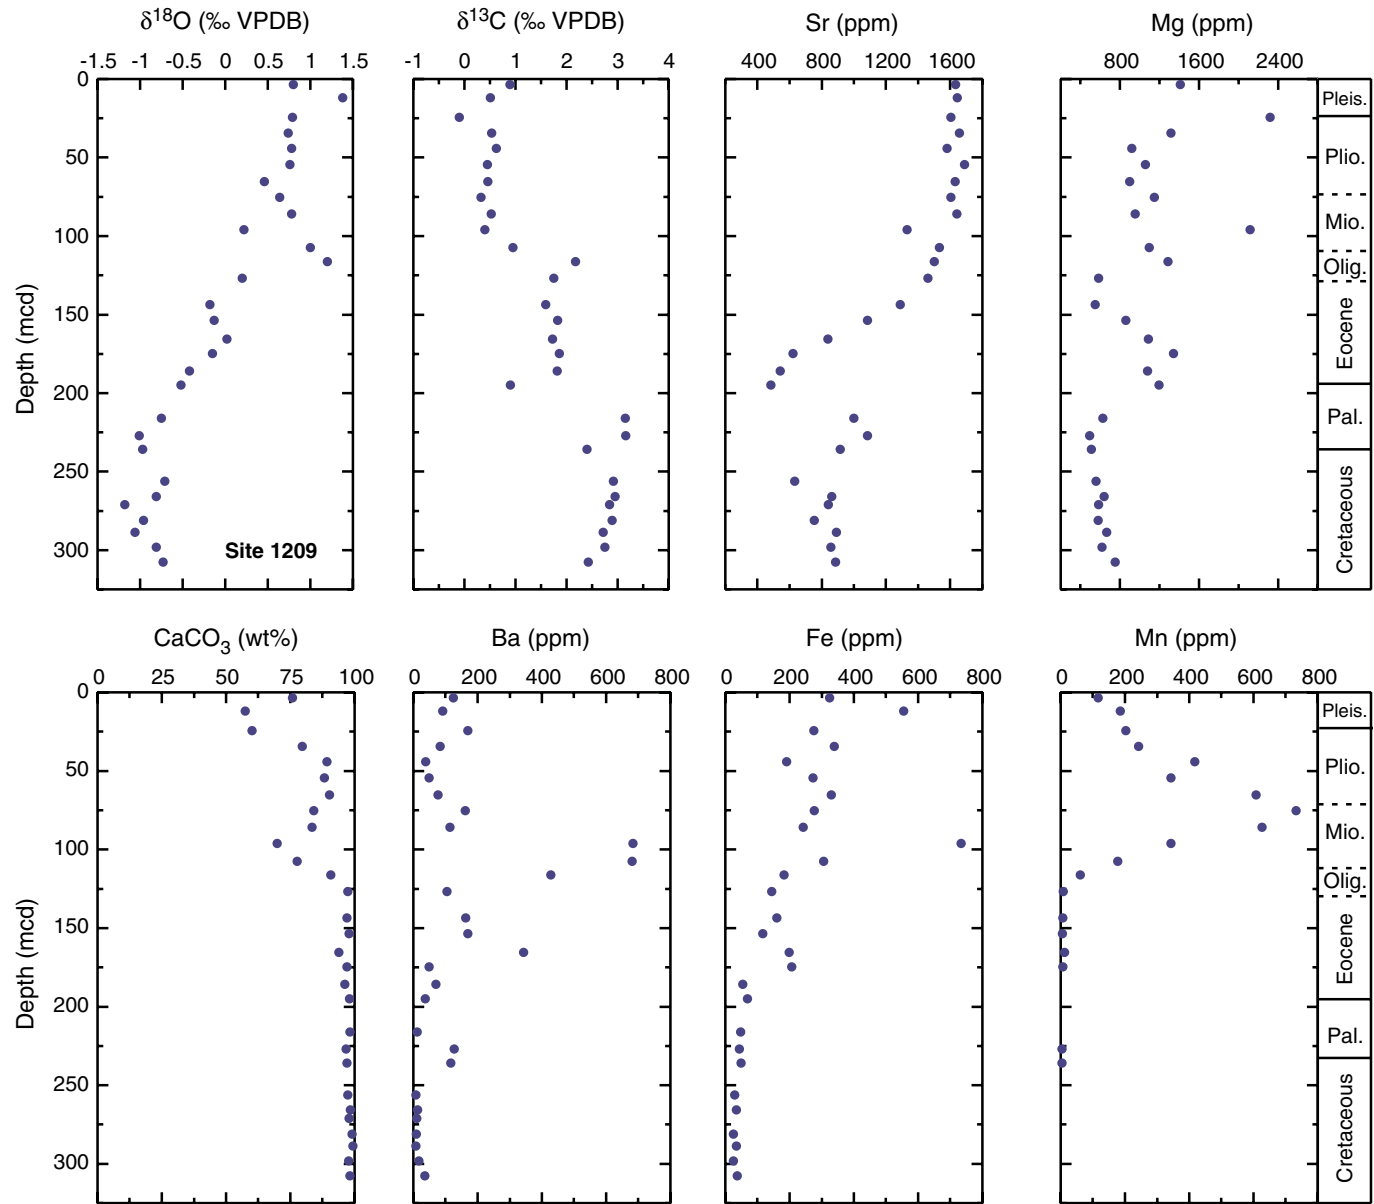 δ18O (‰ VPDB) δ13C (‰ VPDB) Sr (ppm) Mg (ppm)
-1.5 -1 -0.5 0 0.5 1 1.5 -1 0 1 2 3 4 400 800 1200 1600 800 1600 2400
0
Pleis.
50
Plio.
100
Mio.
Olig.
150
Eocene
Depth (mcd)
200
Pal.
250
Cretaceous
300
Site 1209
CaCO3 (wt%) Ba (ppm) Fe (ppm) Mn (ppm)
0 25 50 75 100 0 200 400 600 800 0 200 400 600 800 0 200 400 600 800
0
Pleis.
50
Plio.
100
Mio.
Olig.
150
Eocene
Depth (mcd)
200
Pal.
250
Cretaceous
300